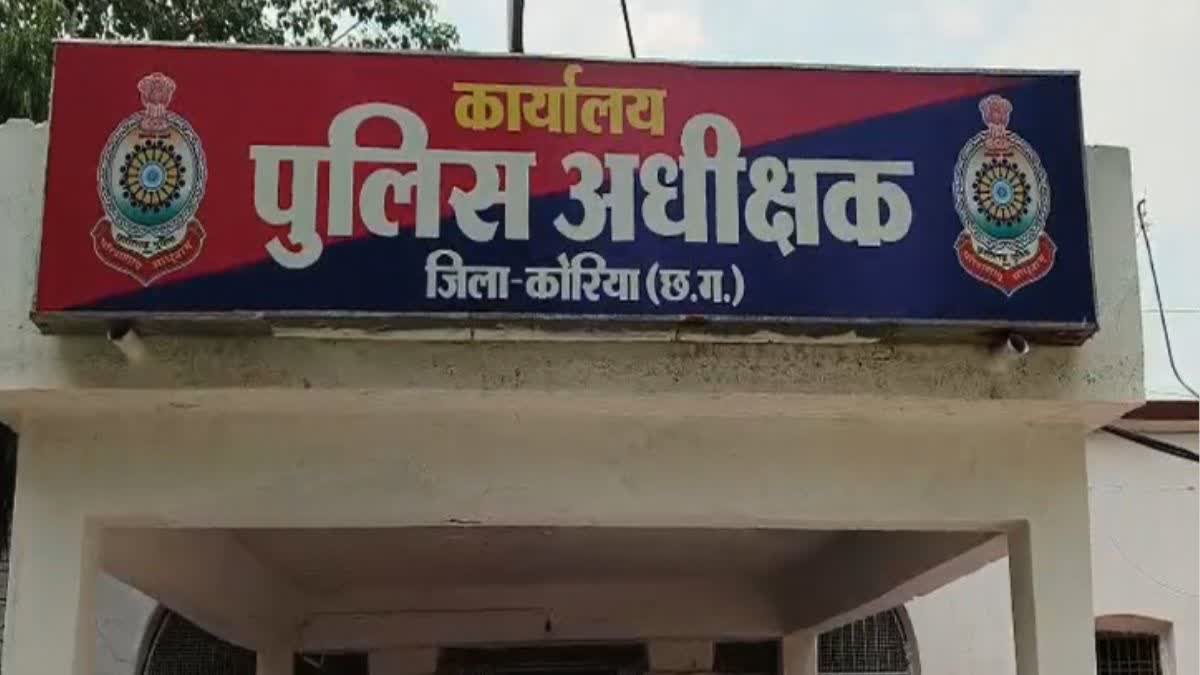 कार्यालय
पुलिस अधीक्षक
जिला-कोरिया (छ.ग.)